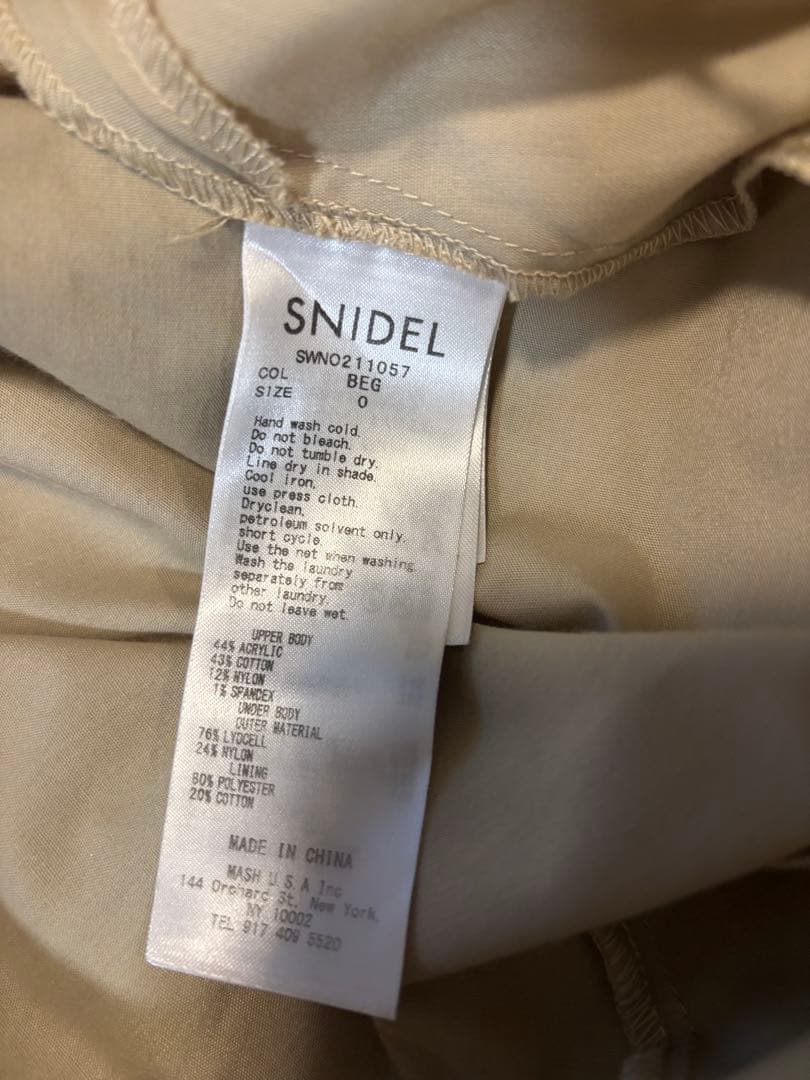 SNIDEL
SWNO211057
COL BEG
SIZE 0
Hand wash cold.
Do not bleach.
Do not tumble dry.
Line dry in shade.
Cool iron,
use press cloth.
Dryclean,
petroleum solvent only.
short cycle.
Use the net when washing.
Wash the laundry
separately from
other laundry.
Do not leave wet.
UPPER BODY
44% ACRYLIC
43% COTTON
12% NYLON
1% SPANDEX
UNDER BODY
OUTER MATERIAL
76% LYOCELL
24% NYLON
LINING
80% POLYESTER
20% COTTON
MADE IN CHINA
MASH U.S.A Inc
144 Orchard St. New York,
NY 10002
TEL 917 409 5520